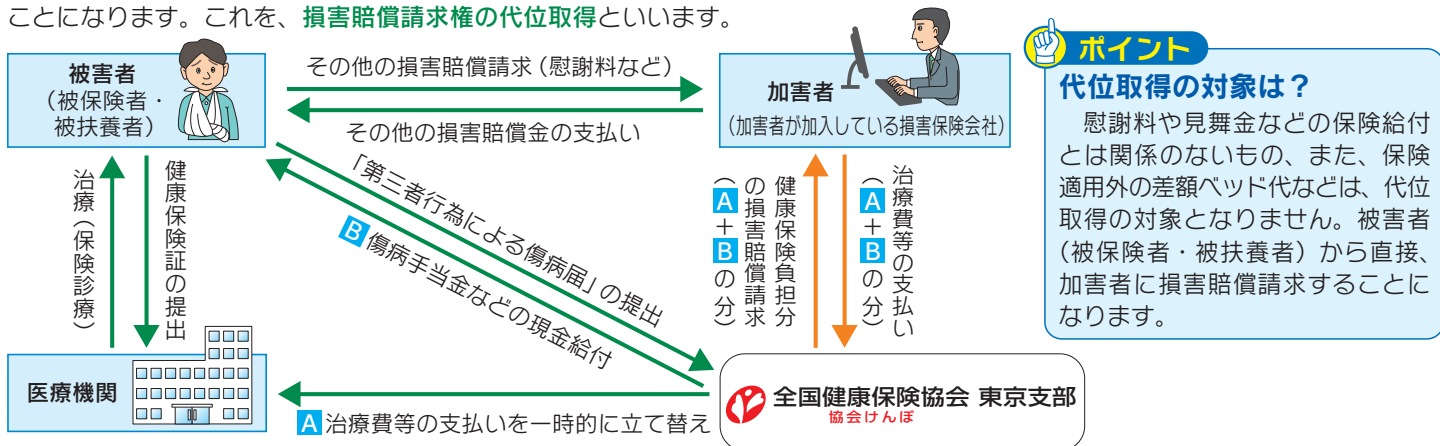 ことになります。これを、損害賠償請求権の代位取得といいます。
被害者
（被保険者・
被扶養者）
その他の損害賠償請求（慰謝料など）
その他の損害賠償金の支払い
加害者
（加害者が加入している損害保険会社）
治療（保険診療）
健康保険証の提出
「第三者行為による傷病届」の提出
B 傷病手当金などの現金給付
健康保険負担分
の損害賠償請求
（A＋Bの分）
治療費等の支払い
（A＋Bの分）
医療機関
A 治療費等の支払いを一時的に立て替え
全国健康保険協会 東京支部
協会けんぽ
ポイント
代位取得の対象は？
慰謝料や見舞金などの保険給付
とは関係のないもの、また、保険
適用外の差額ベッド代などは、代位
取得の対象となりません。被害者
（被保険者・被扶養者）から直接、
加害者に損害賠償請求することに
なります。